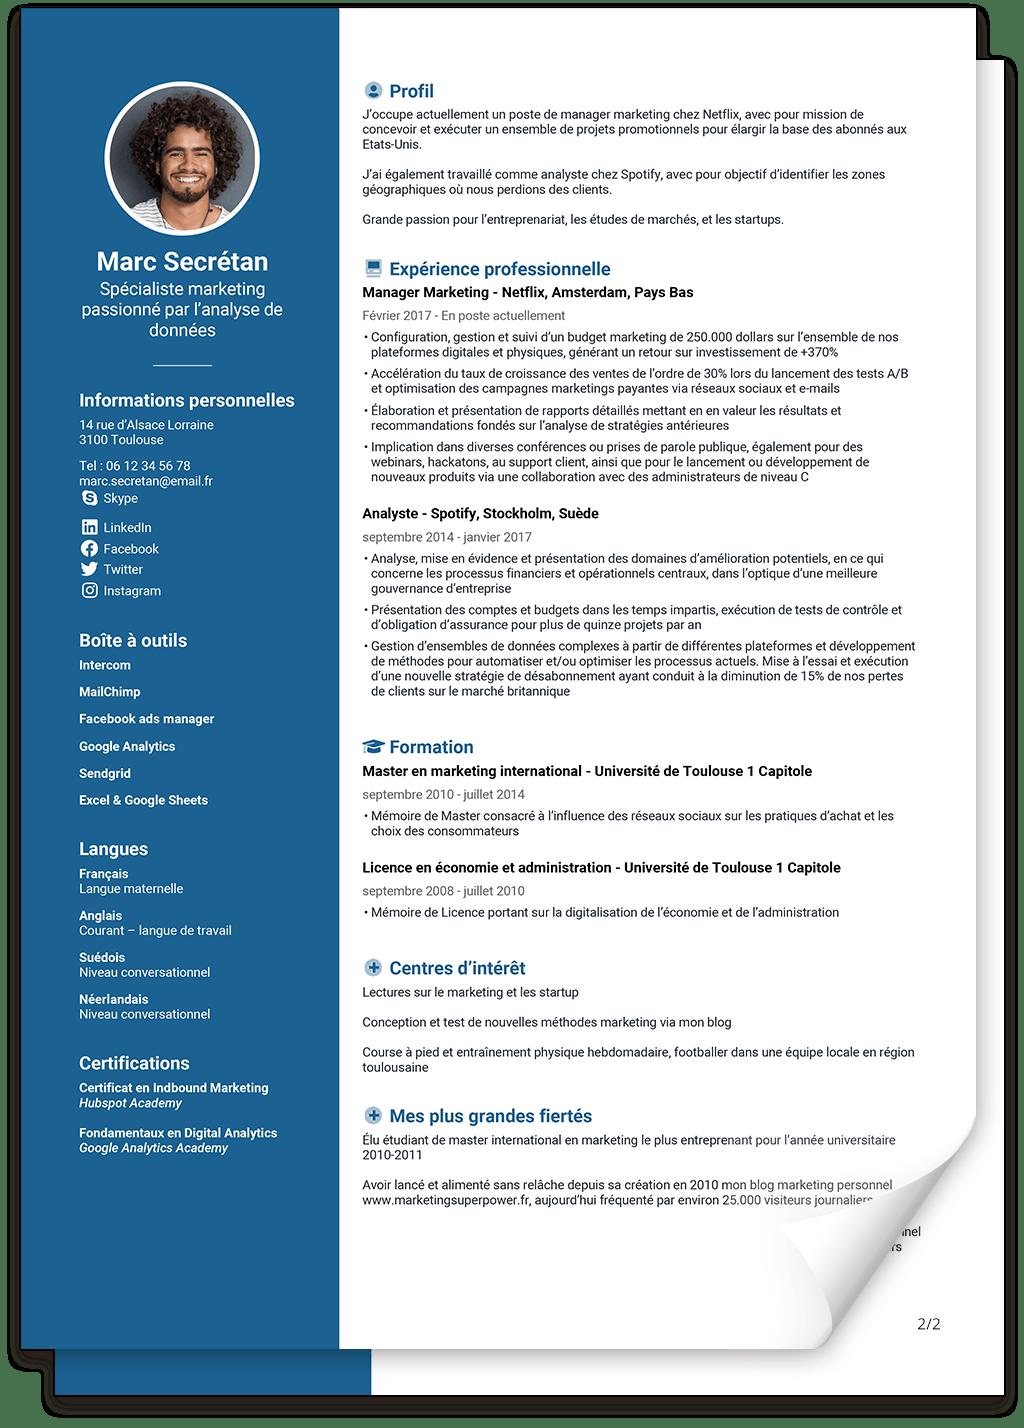 Marc Secrétan
Spécialiste marketing
passionné par l'analyse de
données
Informations personnelles
14 rue d'Alsace Lorraine
3100 Toulouse
Tel : 06 12 34 56 78
marc.secretan@email.fr
Skype
LinkedIn
Facebook
Twitter
Instagram
Boîte à outils
Intercom
MailChimp
Facebook ads manager
Google Analytics
Sendgrid
Excel & Google Sheets
Langues
Français
Langue maternelle
Anglais
Courant – langue de travail
Suédois
Niveau conversationnel
Néerlandais
Niveau conversationnel
Certifications
Certificat en Indbound Marketing
Hubspot Academy
Fondamentaux en Digital Analytics
Google Analytics Academy
Profil
J'occupe actuellement un poste de manager marketing chez Netflix, avec pour mission de
concevoir et exécuter un ensemble de projets promotionnels pour élargir la base des abonnés aux
Etats-Unis.
J'ai également travaillé comme analyste chez Spotify, avec pour objectif d'identifier les zones
géographiques où nous perdions des clients.
Grande passion pour l'entreprenariat, les études de marchés, et les startups.
Expérience professionnelle
Manager Marketing - Netflix, Amsterdam, Pays Bas
Février 2017 - En poste actuellement
• Configuration, gestion et suivi d'un budget marketing de 250.000 dollars sur l'ensemble de nos
plateformes digitales et physiques, générant un retour sur investissement de +370%
• Accélération du taux de croissance des ventes de l'ordre de 30% lors du lancement des tests A/B
et optimisation des campagnes marketings payantes via réseaux sociaux et e-mails
• Élaboration et présentation de rapports détaillés mettant en en valeur les résultats et
recommandations fondés sur l'analyse de stratégies antérieures
• Implication dans diverses conférences ou prises de parole publique, également pour des
webinars, hackatons, au support client, ainsi que pour le lancement ou développement de
nouveaux produits via une collaboration avec des administrateurs de niveau C
Analyste - Spotify, Stockholm, Suède
septembre 2014 - janvier 2017
• Analyse, mise en évidence et présentation des domaines d'amélioration potentiels, en ce qui
concerne les processus financiers et opérationnels centraux, dans l'optique d'une meilleure
gouvernance d'entreprise
• Présentation des comptes et budgets dans les temps impartis, exécution de tests de contrôle et
d'obligation d'assurance pour plus de quinze projets par an
• Gestion d'ensembles de données complexes à partir de différentes plateformes et développement
de méthodes pour automatiser et/ou optimiser les processus actuels. Mise à l'essai et exécution
d'une nouvelle stratégie de désabonnement ayant conduit à la diminution de 15% de nos pertes
de clients sur le marché britannique
Formation
Master en marketing international - Université de Toulouse 1 Capitole
septembre 2010 - juillet 2014
• Mémoire de Master consacré à l'influence des réseaux sociaux sur les pratiques d'achat et les
choix des consommateurs
Licence en économie et administration - Université de Toulouse 1 Capitole
septembre 2008 - juillet 2010
• Mémoire de Licence portant sur la digitalisation de l'économie et de l'administration
Centres d'intérêt
Lectures sur le marketing et les startup
Conception et test de nouvelles méthodes marketing via mon blog
Course à pied et entraînement physique hebdomadaire, footballer dans une équipe locale en région
toulousaine
Mes plus grandes fiertés
Élu étudiant de master international en marketing le plus entreprenant pour l'année universitaire
2010-2011
Avoir lancé et alimenté sans relâche depuis sa création en 2010 mon blog marketing personnel
www.marketingsuperpower.fr, aujourd'hui fréquenté par environ 25.000 visiteurs journaliers
2/2